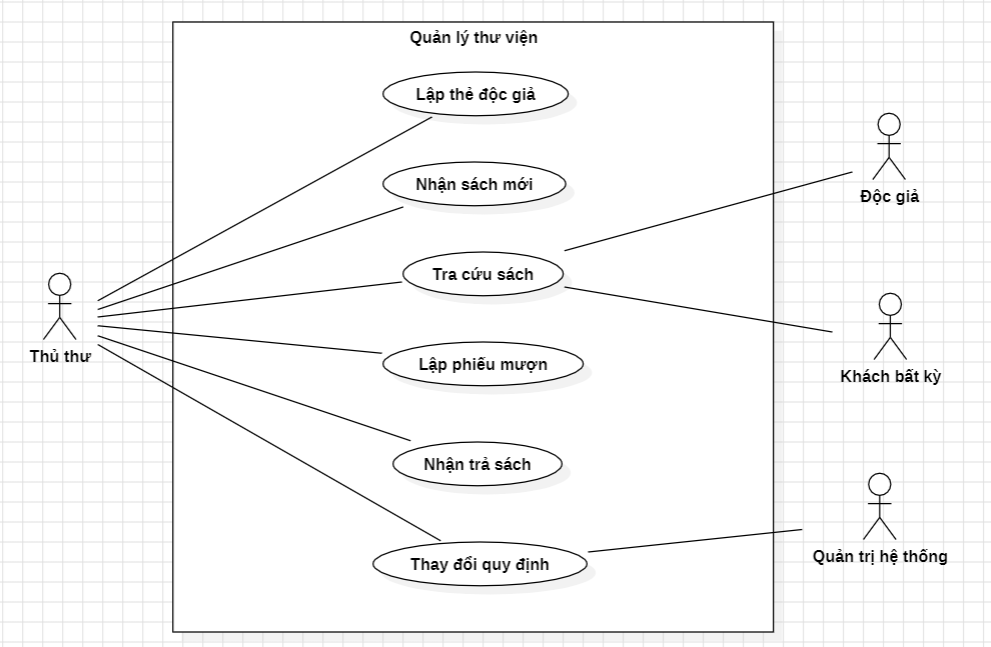 Quản lý thư viện
Lập thẻ độc giả
Nhận sách mới
Tra cứu sách
Lập phiếu mượn
Nhận trả sách
Thay đổi quy định
Thủ thư
Độc giả
Khách bất kỳ
Quản trị hệ thống